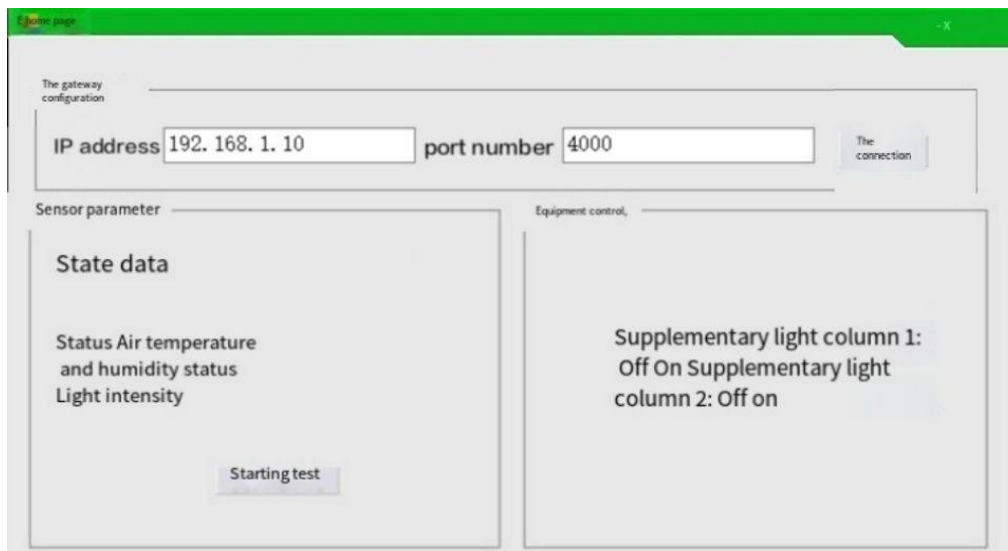 home page
- X
The gateway
configuration
IP address 192. 168. 1. 10 port number 4000
The
connection
Sensor parameter
Equipment control,
State data
Status Air temperature
and humidity status
Light intensity
Supplementary light column 1:
Off On Supplementary light
column 2: Off on
Starting test